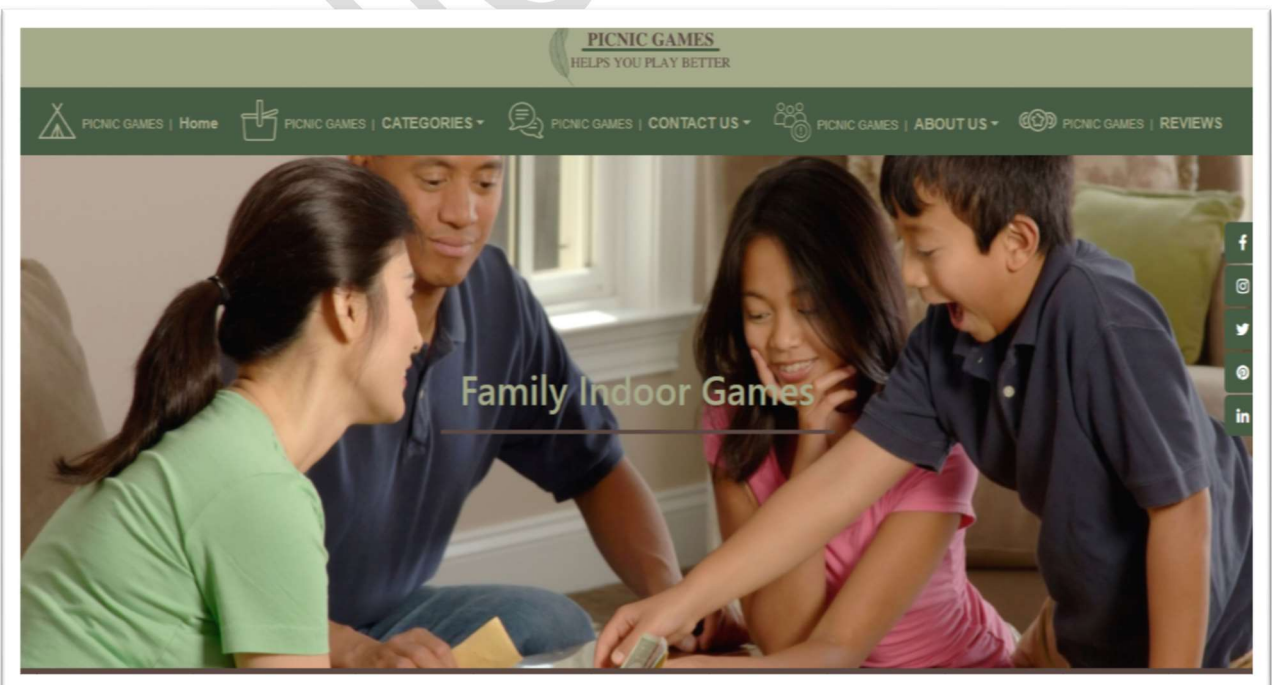 PICNIC GAMES
HELPS YOU PLAY BETTER
PICNIC GAMES | Home
PICNIC GAMES | CATEGORIES
PICNIC GAMES | CONTACT US
PICNIC GAMES | ABOUT US
PICNIC GAMES | REVIEWS
Family Indoor Games